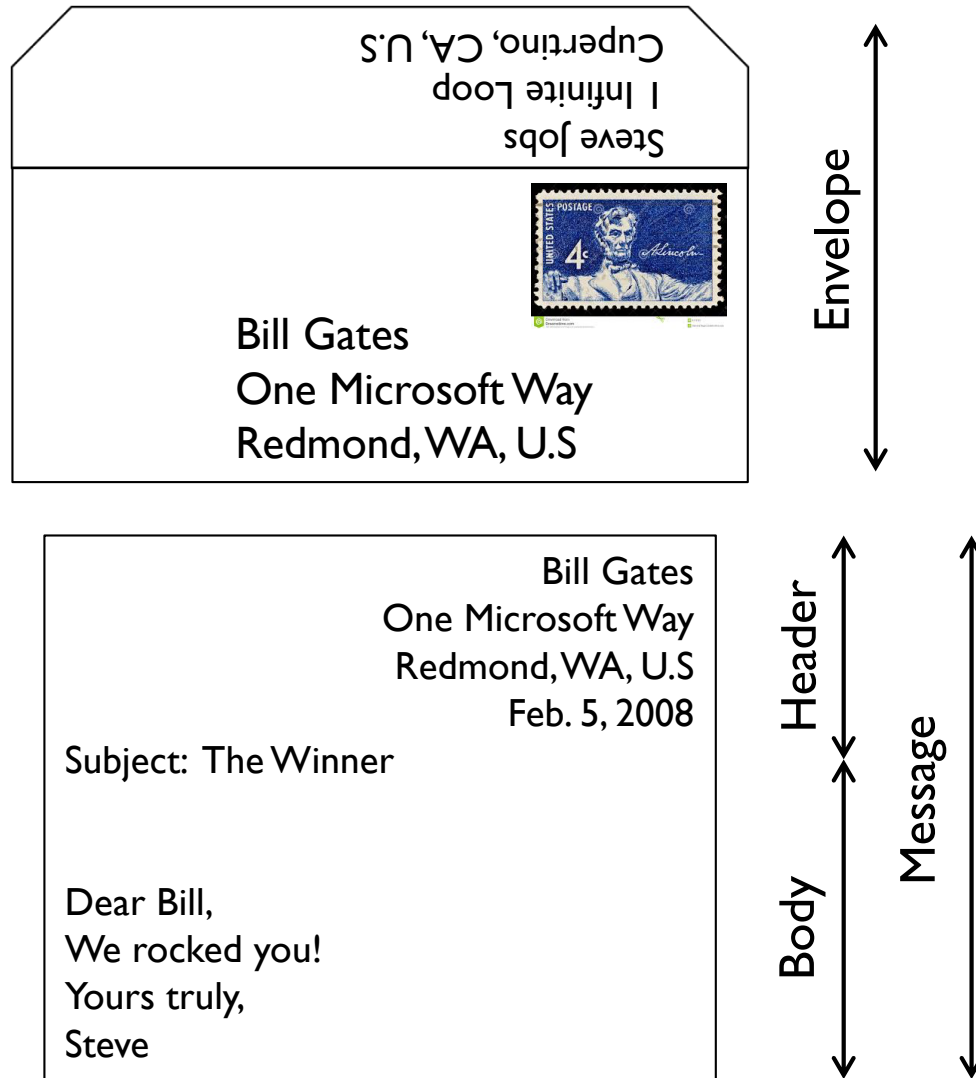 Steve Jobs
1 Infinite Loop
Cupertino, CA, U.S
UNITED STATES POSTAGE
4c
A. Lincoln
Bill Gates
One Microsoft Way
Redmond, WA, U.S
Envelope
Bill Gates
One Microsoft Way
Redmond, WA, U.S
Feb. 5, 2008
Subject: The Winner
Dear Bill,
We rocked you!
Yours truly,
Steve
Header
Body
Message